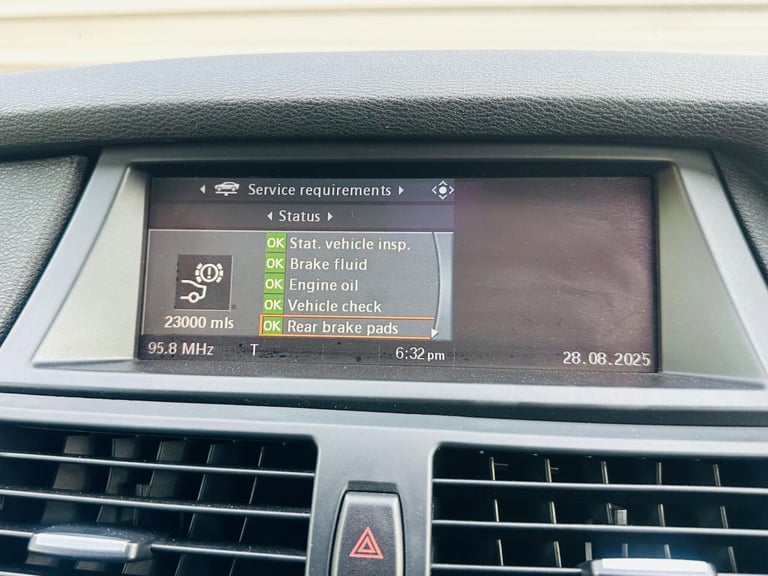 Service requirements
Status
OK Stat. vehicle insp.
OK Brake fluid
OK Engine oil
OK Vehicle check
OK Rear brake pads
23000 mls
95.8 MHz T 6:32 pm 28.08.2025